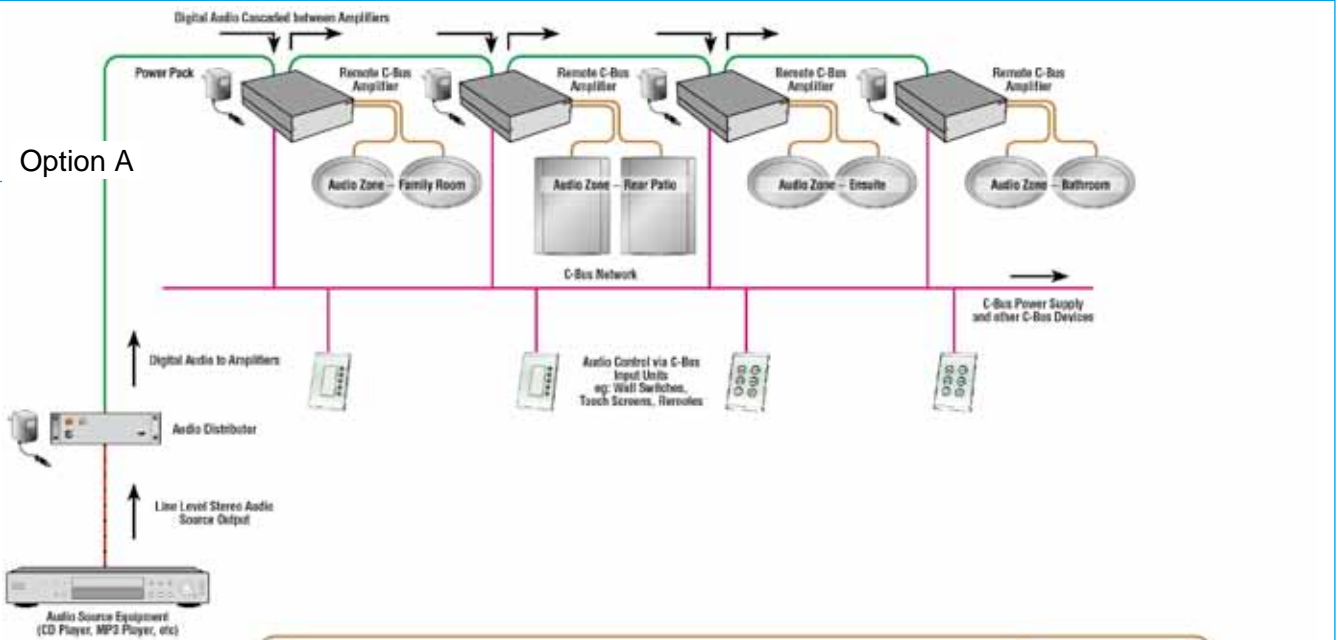 Digital Audio Cascaded between Amplifiers
Power Pack
Remote C-Bus
Amplifier
Remote C-Bus
Amplifier
Remote C-Bus
Amplifier
Remote C-Bus
Amplifier
Option A
Audio Zone – Family Room
Audio Zone – Rear Patio
Audio Zone – Ensuite
Audio Zone – Bathroom
C-Bus Network
C-Bus Power Supply
and other C-Bus Devices
Digital Audio to Amplifiers
Audio Control via C-Bus
Input Units
eg: Wall Switches,
Touch Screens, Remotes
Audio Distributor
Line Level Stereo Audio
Source Output
Audio Source Equipment
(CD Player, MP3 Player, etc)